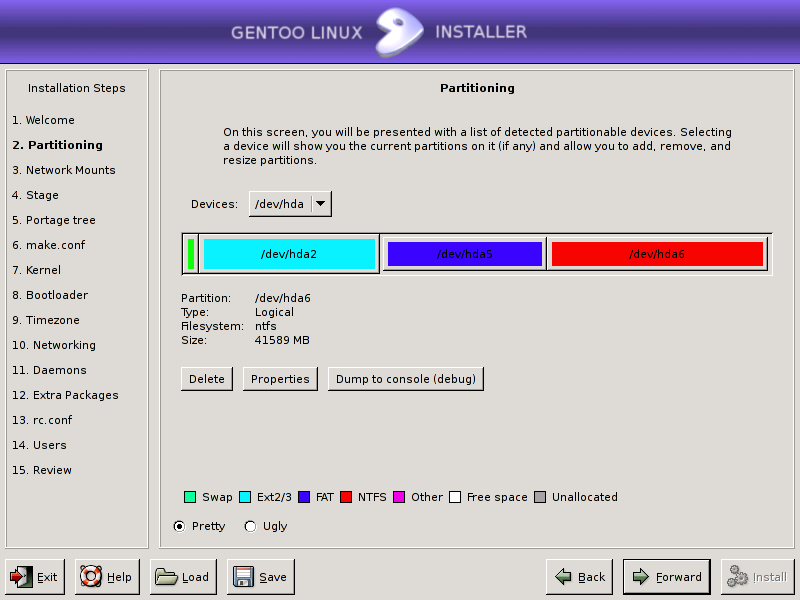 GENTOO LINUX INSTALLER
Installation Steps
1. Welcome
2. Partitioning
3. Network Mounts
4. Stage
5. Portage tree
6. make.conf
7. Kernel
8. Bootloader
9. Timezone
10. Networking
11. Daemons
12. Extra Packages
13. rc.conf
14. Users
15. Review
Partitioning
On this screen, you will be presented with a list of detected partitionable devices. Selecting
a device will show you the current partitions on it (if any) and allow you to add, remove, and
resize partitions.
Devices: /dev/hda
/dev/hda2 /dev/hda5 /dev/hda6
Partition: /dev/hda6
Type: Logical
Filesystem: ntfs
Size: 41589 MB
Delete Properties Dump to console (debug)
Swap Ext2/3 FAT NTFS Other Free space Unallocated
Pretty Ugly
Exit Help Load Save Back Forward Install